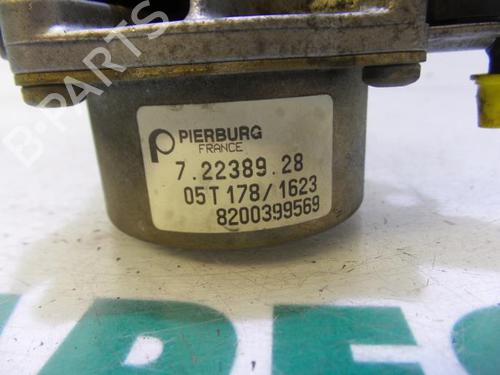 B-PARTS
PIERBURG
FRANCE
7.22389.28
05T 178/1623
8200399569